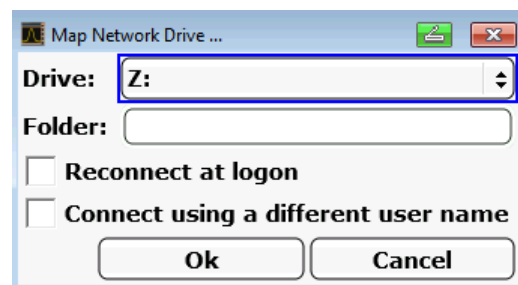 Map Network Drive ...
Drive: Z:
Folder:
Reconnect at logon
Connect using a different user name
Ok Cancel